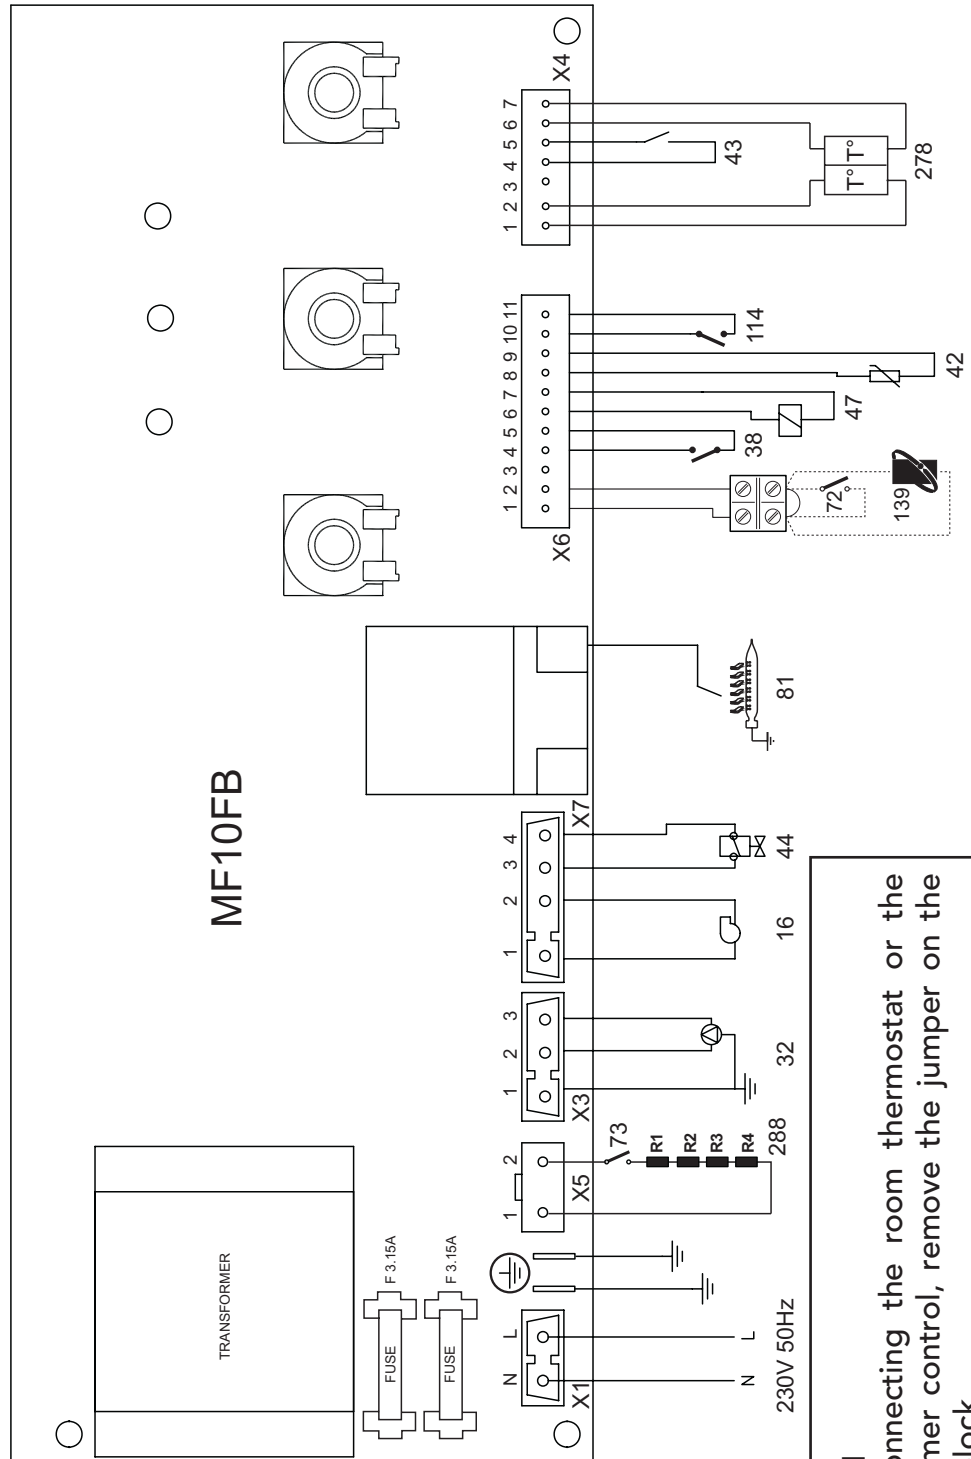 MF10FB
TRANSFORMER
FUSE F 3.15A
FUSE F 3.15A
N L
X1
N L
230V 50Hz
1 2
X5
73
R1
R2
R3
R4
288
1 2 3
X3
32
1 2 3 4
X7
16
44
81
1 2 3 4 5 6 7 8 9 10 11
X6
72
139
38
47
42
114
1 2 3 4 5 6 7
X4
43
T° T°
278
onnecting the room thermostat or the
mer control, remove the jumper on the